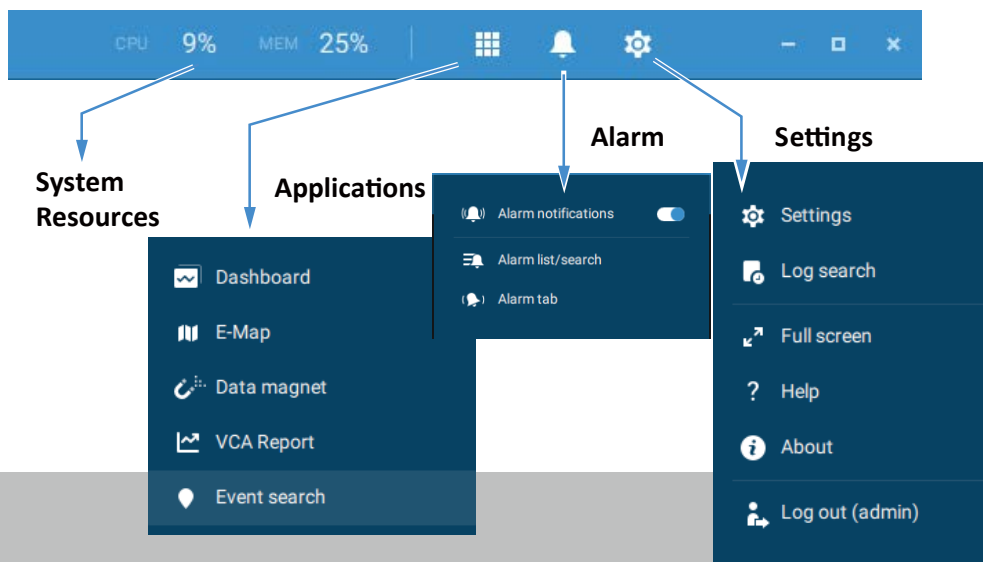 CPU 9% MEM 25%
Alarm
Settings
System
Resources
Applications
Alarm notifications
Alarm list/search
Alarm tab
Dashboard
E-Map
Data magnet
VCA Report
Event search
Settings
Log search
Full screen
Help
About
Log out (admin)